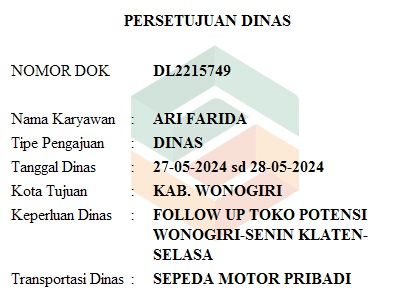 PERSETUJUAN DINAS
NOMOR DOK DL2215749
Nama Karyawan : ARI FARIDA
Tipe Pengajuan : DINAS
Tanggal Dinas : 27-05-2024 sd 28-05-2024
Kota Tujuan : KAB. WONOGIRI
Keperluan Dinas : FOLLOW UP TOKO POTENSI
WONOGIRI-SENIN KLATEN-
SELASA
Transportasi Dinas : SEPEDA MOTOR PRIBADI